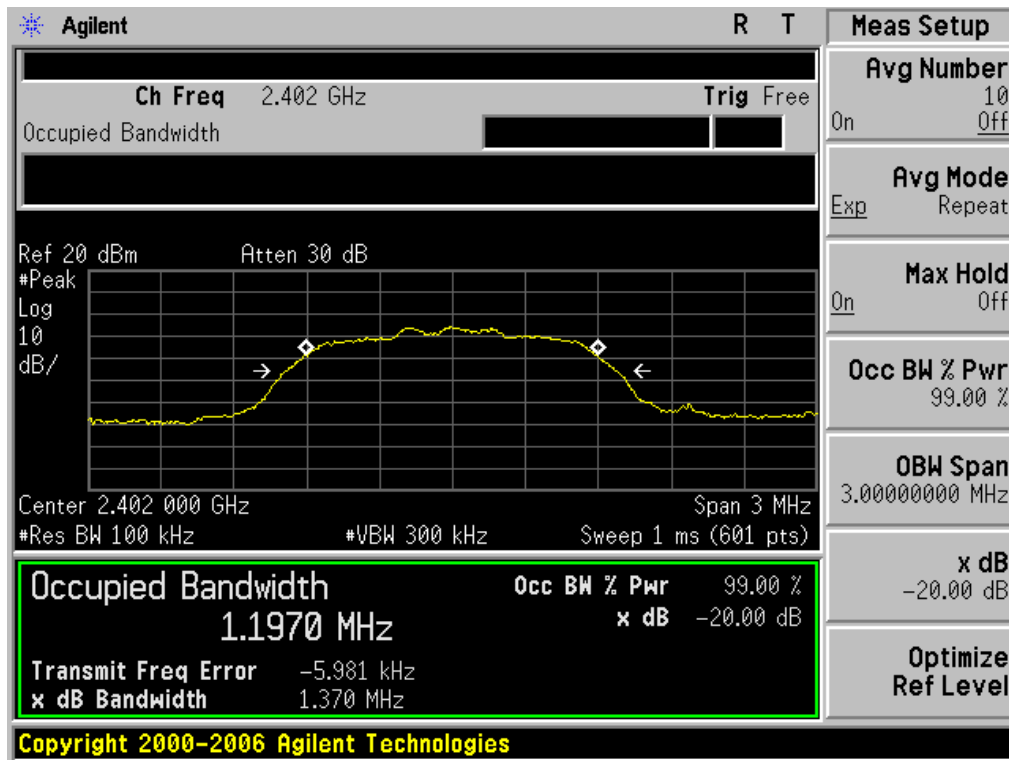 Agilent R T Meas Setup
Ch Freq 2.402 GHz Trig Free
Occupied Bandwidth
Ref 20 dBm Atten 30 dB
#Peak
Log
10
dB/
Center 2.402 000 GHz Span 3 MHz
#Res BW 100 kHz #VBW 300 kHz Sweep 1 ms (601 pts)
Occupied Bandwidth
1.1970 MHz
Occ BW % Pwr 99.00 %
x dB -20.00 dB
Transmit Freq Error -5.981 kHz
x dB Bandwidth 1.370 MHz
Copyright 2000-2006 Agilent Technologies
Avg Number
10
On Off
Avg Mode
Exp Repeat
Max Hold
On Off
Occ BW % Pwr
99.00 %
OBW Span
3.00000000 MHz
x dB
-20.00 dB
Optimize
Ref Level